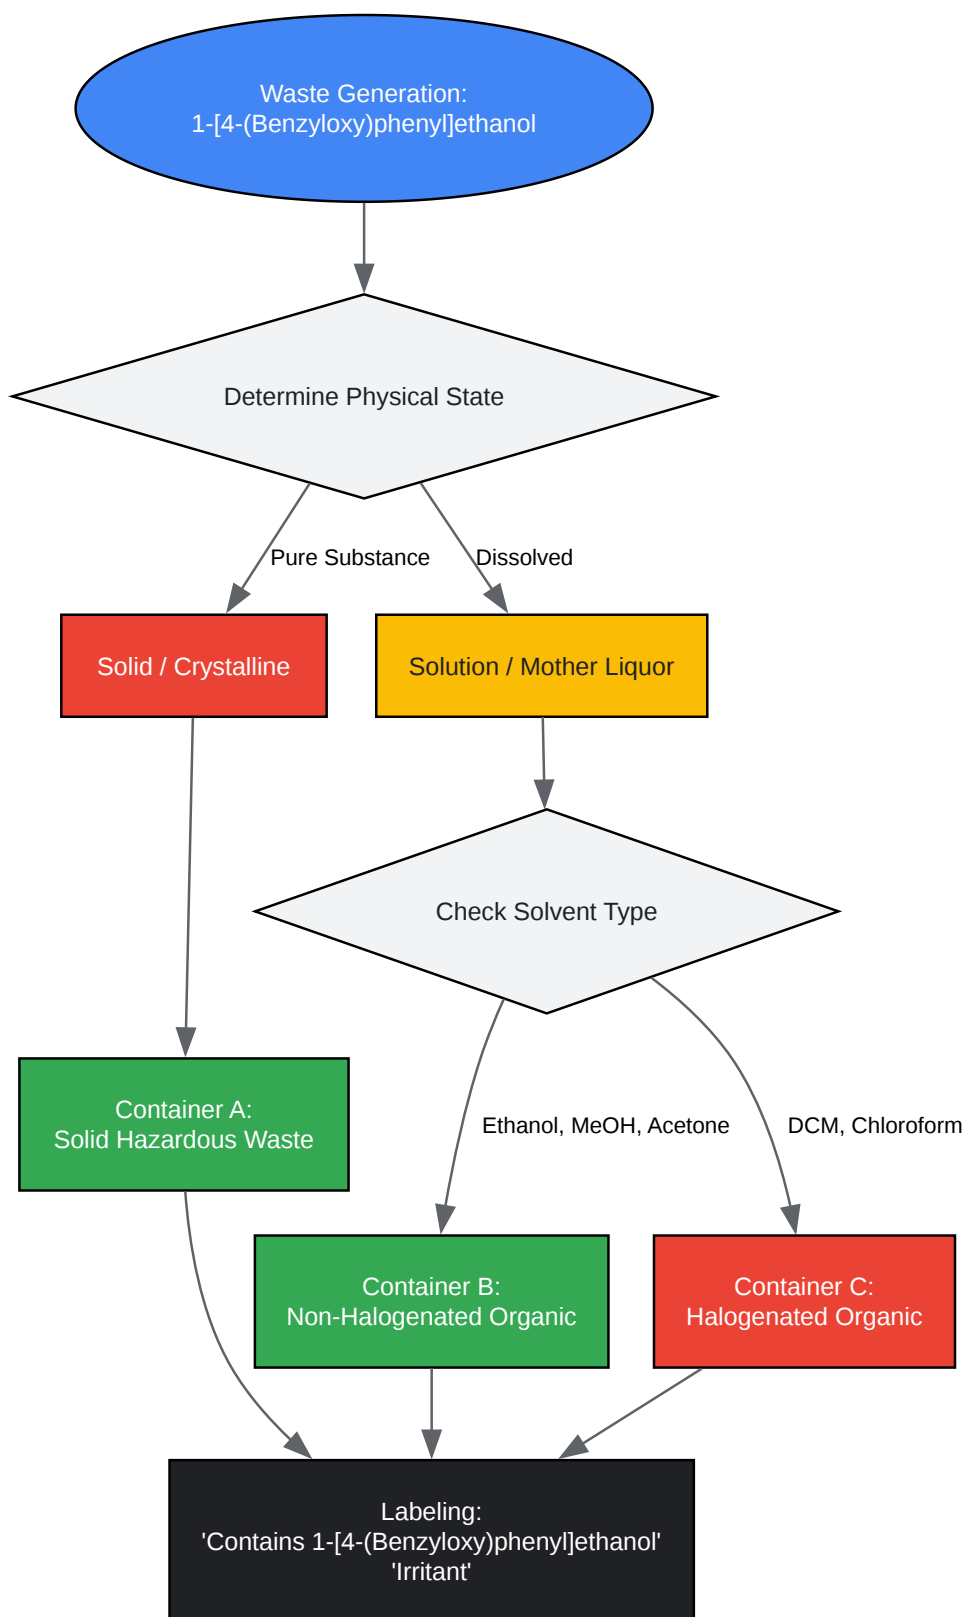 Waste Generation:
1-[4-(Benzyloxy)phenyl]ethanol
Determine Physical State
Pure Substance
Dissolved
Solid / Crystalline
Solution / Mother Liquor
Check Solvent Type
Container A:
Solid Hazardous Waste
Ethanol, MeOH, Acetone
DCM, Chloroform
Container B:
Non-Halogenated Organic
Container C:
Halogenated Organic
Labeling:
'Contains 1-[4-(Benzyloxy)phenyl]ethanol'
'Irritant'